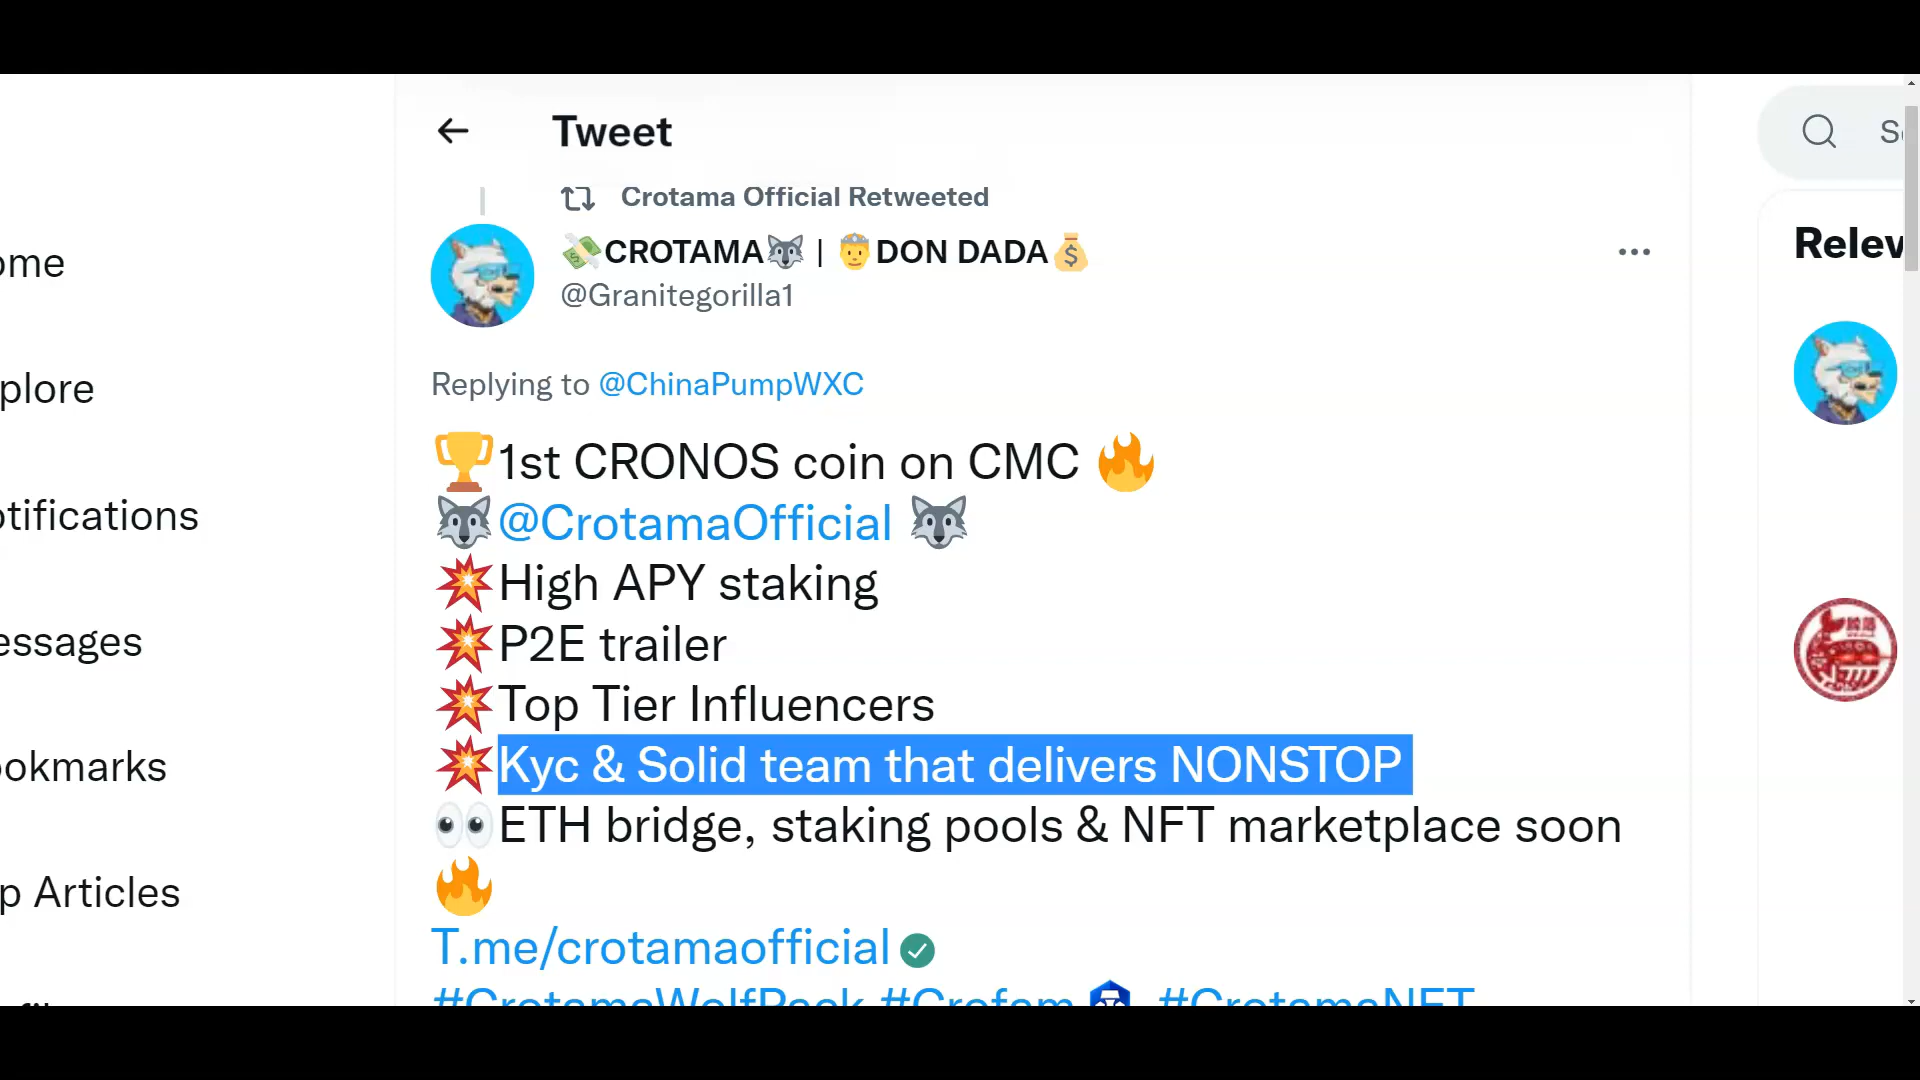 Tweet
Crotama Official Retweeted
💸CROTAMA🐺 | 👳DON DADA💰
@Granitegorilla1
Replying to @ChinaPumpWXC
🏆1st CRONOS coin on CMC 🔥
🐺@CrotamaOfficial 🐺
💥High APY staking
💥P2E trailer
💥Top Tier Influencers
💥Kyc & Solid team that delivers NONSTOP
👀ETH bridge, staking pools & NFT marketplace soon
🔥
T.me/crotamaofficial
#CrotamaWolfPack #Crofam #CrotamaNFT
ome
plore
otifications
essages
ookmarks
p Articles
Relev